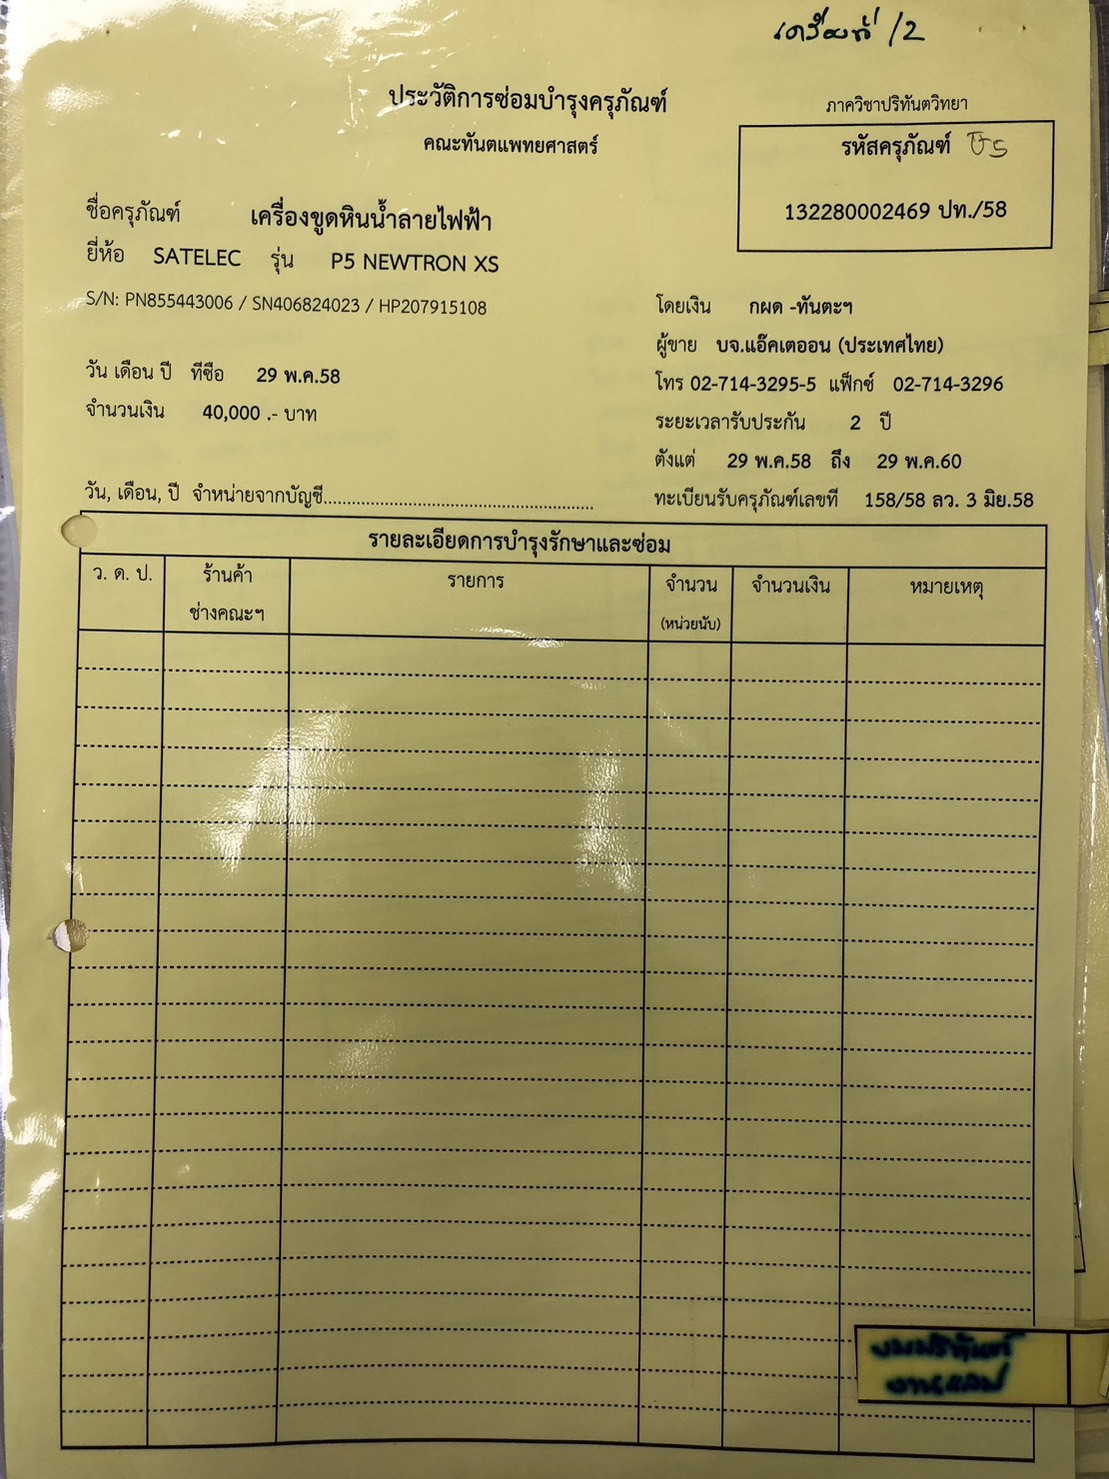 เครื่องที่ /2
ประวัติการซ่อมบำรุงครุภัณฑ์
ภาควิชาปริทันตวิทยา
คณะทันตแพทยศาสตร์
รหัสครุภัณฑ์
132280002469 ปท./58
ชื่อครุภัณฑ์ เครื่องขูดหินน้ำลายไฟฟ้า
ยี่ห้อ SATELEC รุ่น P5 NEWTRON XS
S/N: PN855443006 / SN406824023 / HP207915108
โดยเงิน กผด -ทันตะฯ
ผู้ขาย บจ.แอ๊คเตออน (ประเทศไทย)
วัน เดือน ปี ที่ซื้อ 29 พ.ค.58
โทร 02-714-3295-5 แฟ็กซ์ 02-714-3296
จำนวนเงิน 40,000 .- บาท
ระยะเวลารับประกัน 2 ปี
ตั้งแต่ 29 พ.ค.58 ถึง 29 พ.ค.60
วัน, เดือน, ปี จำหน่ายจากบัญชี
ทะเบียนรับครุภัณฑ์เลขที่ 158/58 ลว. 3 มิย.58
รายละเอียดการบำรุงรักษาและซ่อม
ว. ด. ป. ร้านค้า ช่างคณะฯ รายการ จำนวน (หน่วยนับ) จำนวนเงิน หมายเหตุ